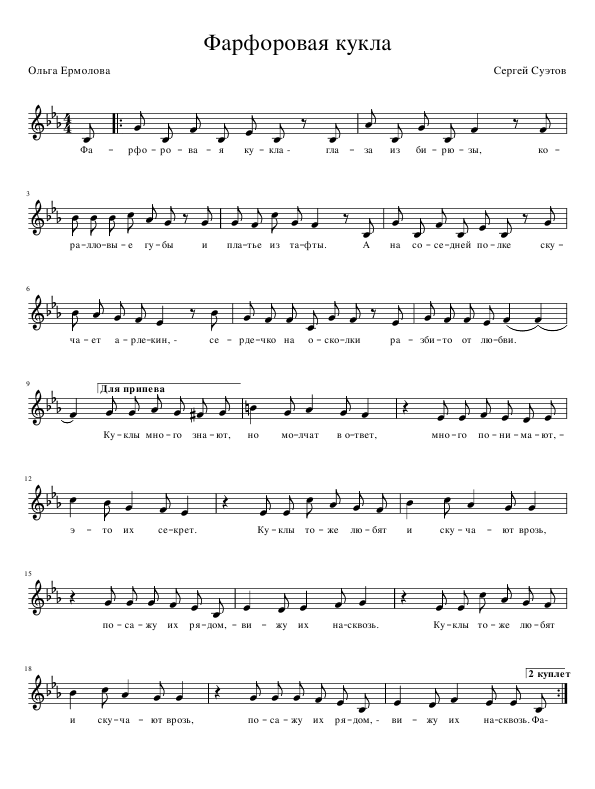 Фарфоровая кукла
Ольга Ермолова Сергей Суэтов
4 4
Фа- рфо-ро-ва-я ку-кла- гла-за из би-рю-зы, ко-
3
ра-лло-вы-е гу-бы и пла-тье из та-фты. А на со-се-дней по-лке ску-
6
ча-ет а-рле-кин,- се-рде-чко на о-ско-лки ра-зби-то от лю-бви.
9
Для припева
Ку-клы мно-го зна-ют, но мо-лчат в о-твет, мно-го по-ни-ма-ют,-
12
э-то их се-крет. Ку-клы то-же лю-бят и ску-ча-ют врозь,
15
по-са-жу их ря-дом,- ви-жу их на-сквозь. Ку-клы то-же лю-бят
18
2 куплет
и ску-ча-ют врозь, по-са-жу их ря-дом,- ви-жу их на-сквозь. Фа-